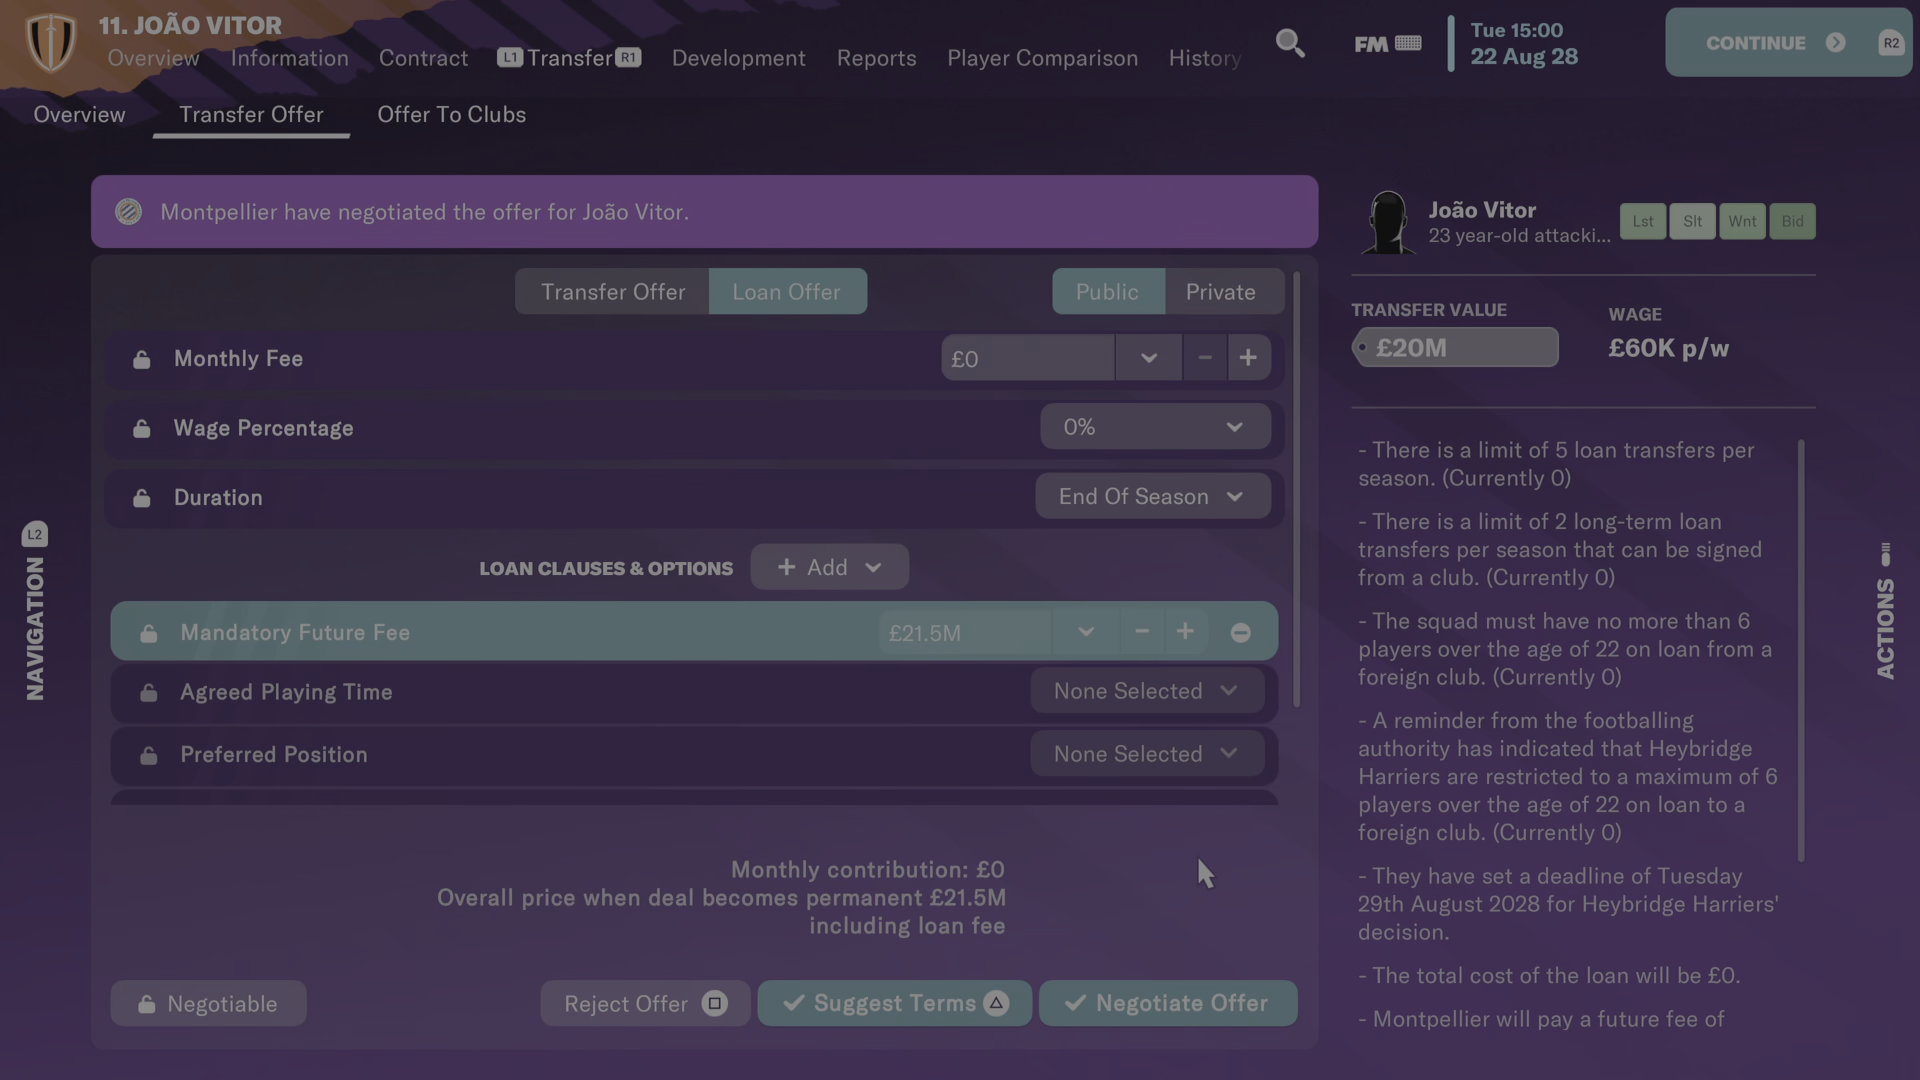 11. JOÃO VITOR
Overview
Information
Contract
L1 Transfer R1
Development
Reports
Player Comparison
History
FM
Tue 15:00
22 Aug 28
CONTINUE
R2
Overview
Transfer Offer
Offer To Clubs
Montpellier have negotiated the offer for João Vitor.
Transfer Offer
Loan Offer
Public
Private
Monthly Fee
£0
Wage Percentage
0%
Duration
End Of Season
LOAN CLAUSES & OPTIONS
Add
Mandatory Future Fee
£21.5M
Agreed Playing Time
None Selected
Preferred Position
None Selected
Monthly contribution: £0
Overall price when deal becomes permanent £21.5M
including loan fee
Negotiable
Reject Offer
Suggest Terms
Negotiate Offer
L2
NAVIGATION
João Vitor
23 year-old attacki...
Lst
Slt
Wnt
Bid
TRANSFER VALUE
£20M
WAGE
£60K p/w
- There is a limit of 5 loan transfers per
season. (Currently 0)
- There is a limit of 2 long-term loan
transfers per season that can be signed
from a club. (Currently 0)
- The squad must have no more than 6
players over the age of 22 on loan from a
foreign club. (Currently 0)
- A reminder from the footballing
authority has indicated that Heybridge
Harriers are restricted to a maximum of 6
players over the age of 22 on loan to a
foreign club. (Currently 0)
- They have set a deadline of Tuesday
29th August 2028 for Heybridge Harriers'
decision.
- The total cost of the loan will be £0.
- Montpellier will pay a future fee of
ACTIONS